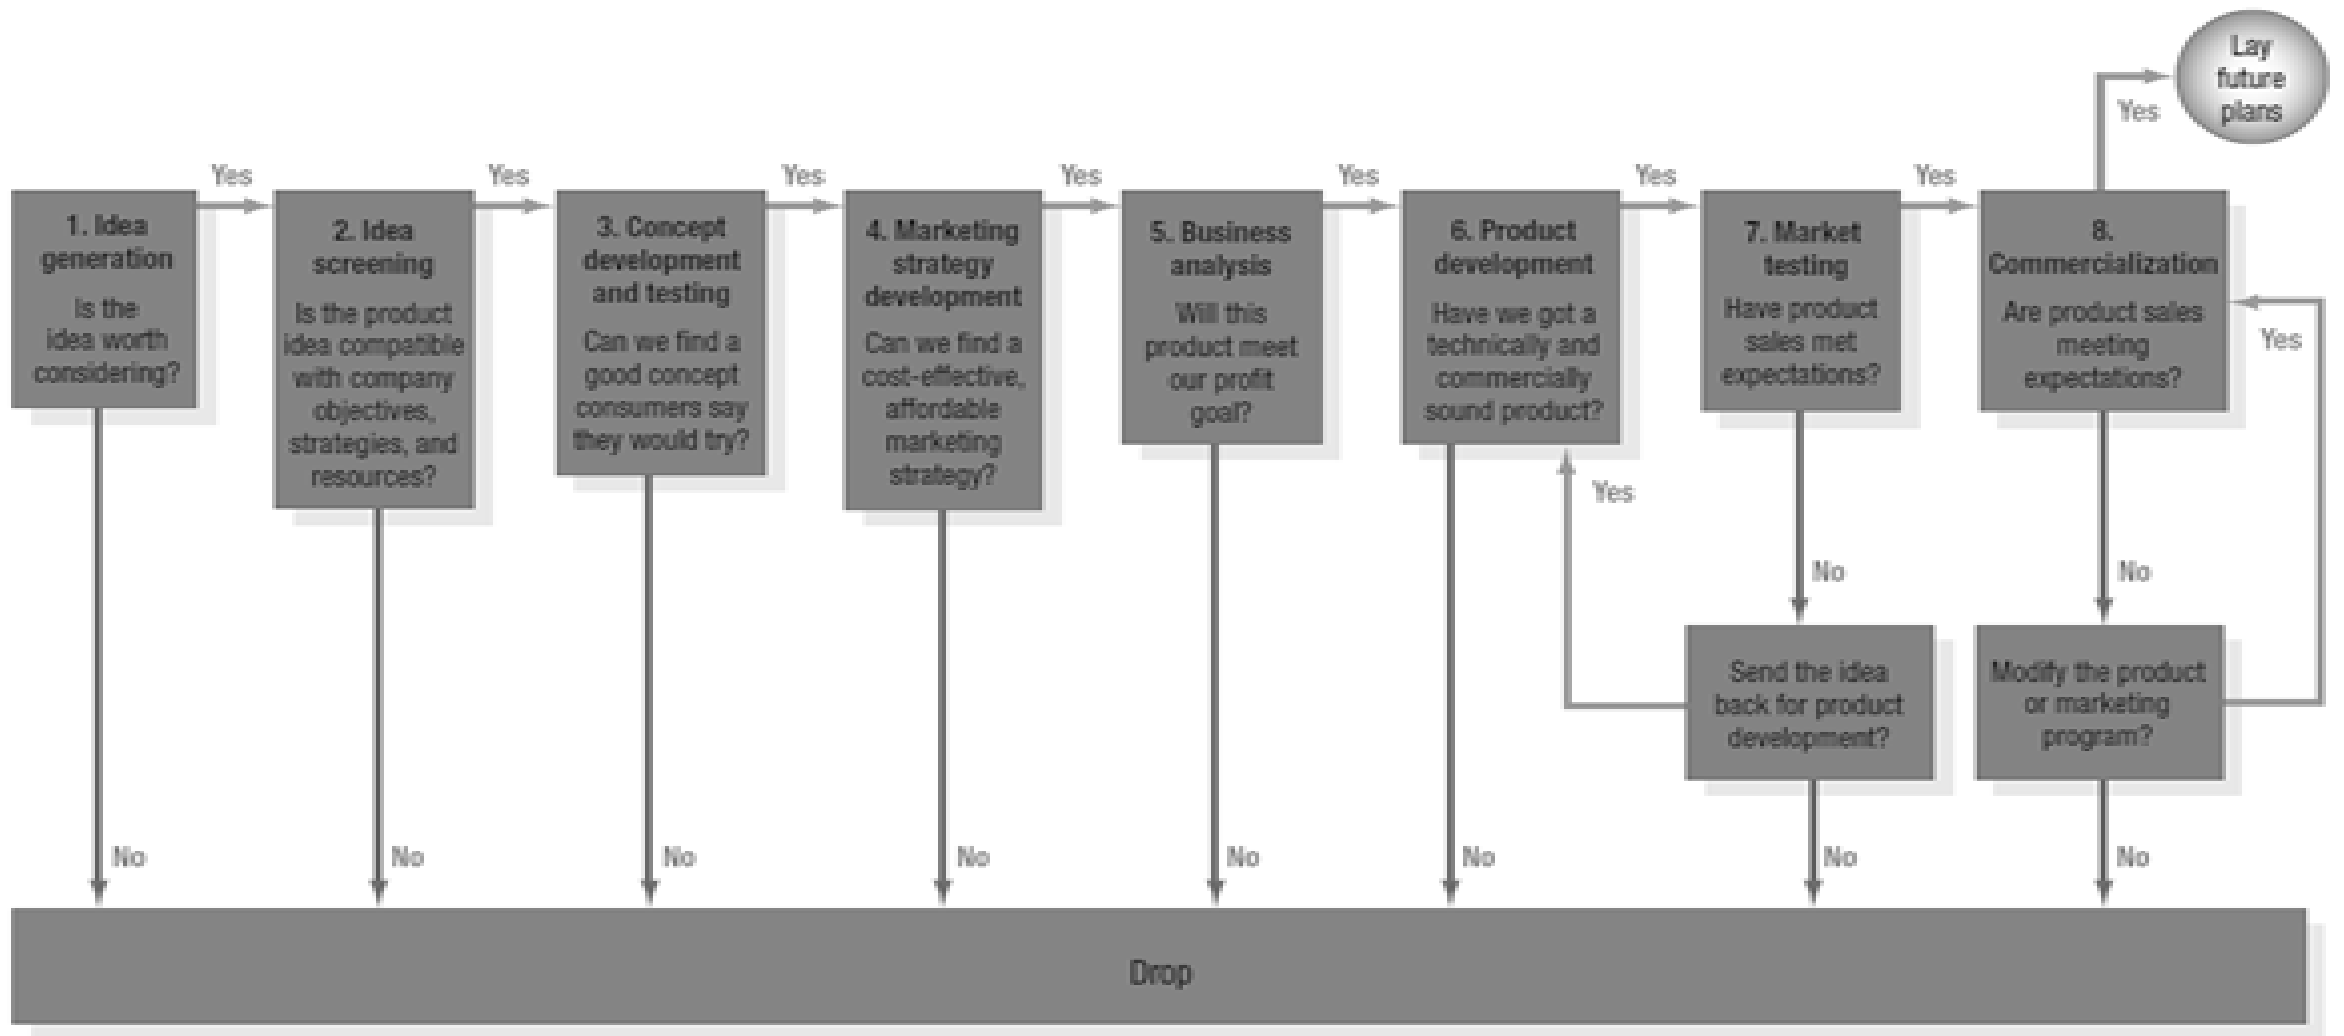 Lay
future
plans
Yes
Yes
Yes
Yes
Yes
Yes
Yes
Yes
1. Idea
generation
Is the
idea worth
considering?
2. Idea
screening
Is the product
idea compatible
with company
objectives,
strategies, and
resources?
3. Concept
development
and testing
Can we find a
good concept
consumers say
they would try?
4. Marketing
strategy
development
Can we find a
cost-effective,
affordable
marketing
strategy?
5. Business
analysis
Will this
product meet
our profit
goal?
6. Product
development
Have we got a
technically and
commercially
sound product?
7. Market
testing
Have product
sales met
expectations?
8.
Commercialization
Are product sales
meeting
expectations?
Yes
Yes
No
No
Send the idea
back for product
development?
Modify the product
or marketing
program?
No
No
No
No
No
No
No
No
Drop